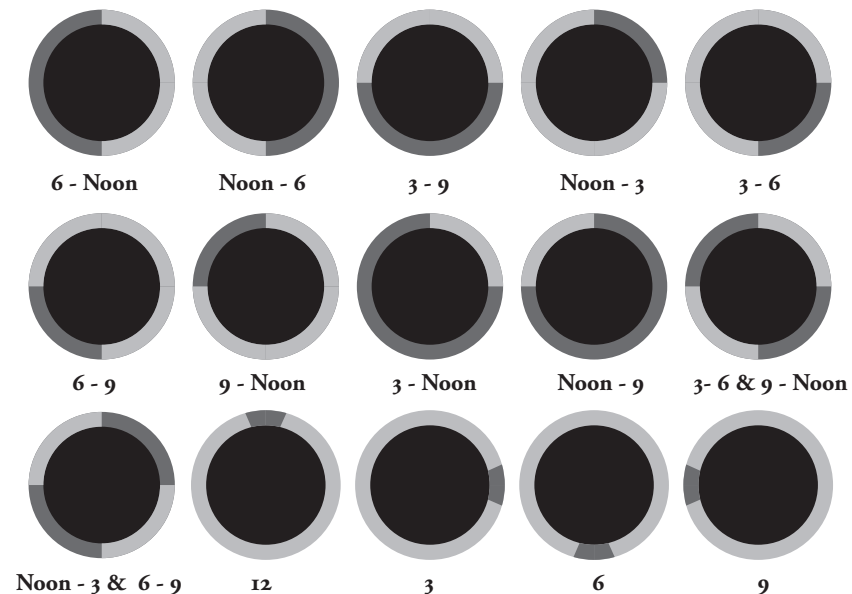 6 - Noon
Noon - 6
3 - 9
Noon - 3
3 - 6
6 - 9
9 - Noon
3 - Noon
Noon - 9
3- 6 & 9 - Noon
Noon - 3 & 6 - 9
12
3
6
9